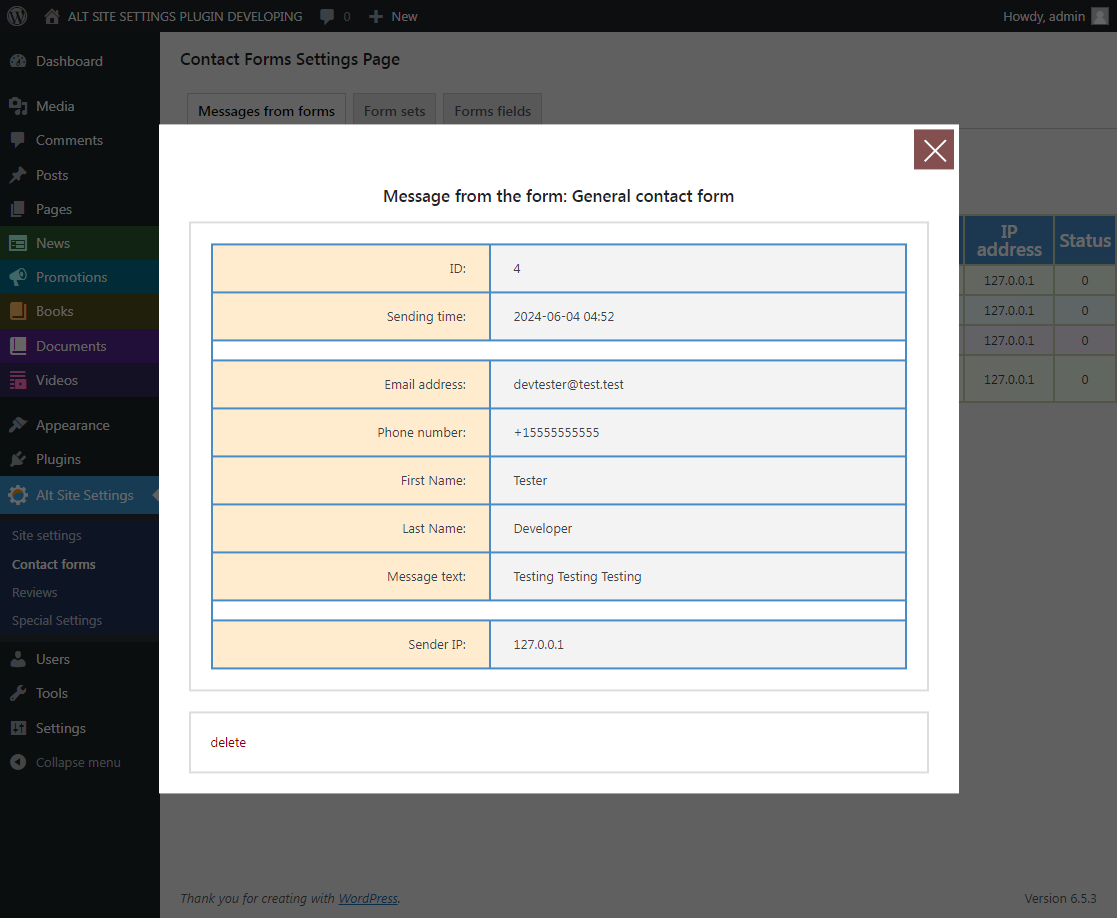 ALT SITE SETTINGS PLUGIN DEVELOPING 0 New Howdy, admin
Dashboard
Media
Comments
Posts
Pages
News
Promotions
Books
Documents
Videos
Appearance
Plugins
Alt Site Settings
Site settings
Contact forms
Reviews
Special Settings
Users
Tools
Settings
Collapse menu
Contact Forms Settings Page
Messages from forms Form sets Forms fields
Message from the form: General contact form
ID: 4
Sending time: 2024-06-04 04:52
Email address: devtester@test.test
Phone number: +15555555555
First Name: Tester
Last Name: Developer
Message text: Testing Testing Testing
Sender IP: 127.0.0.1
delete
IP address Status
127.0.0.1 0
127.0.0.1 0
127.0.0.1 0
127.0.0.1 0
Thank you for creating with WordPress. Version 6.5.3